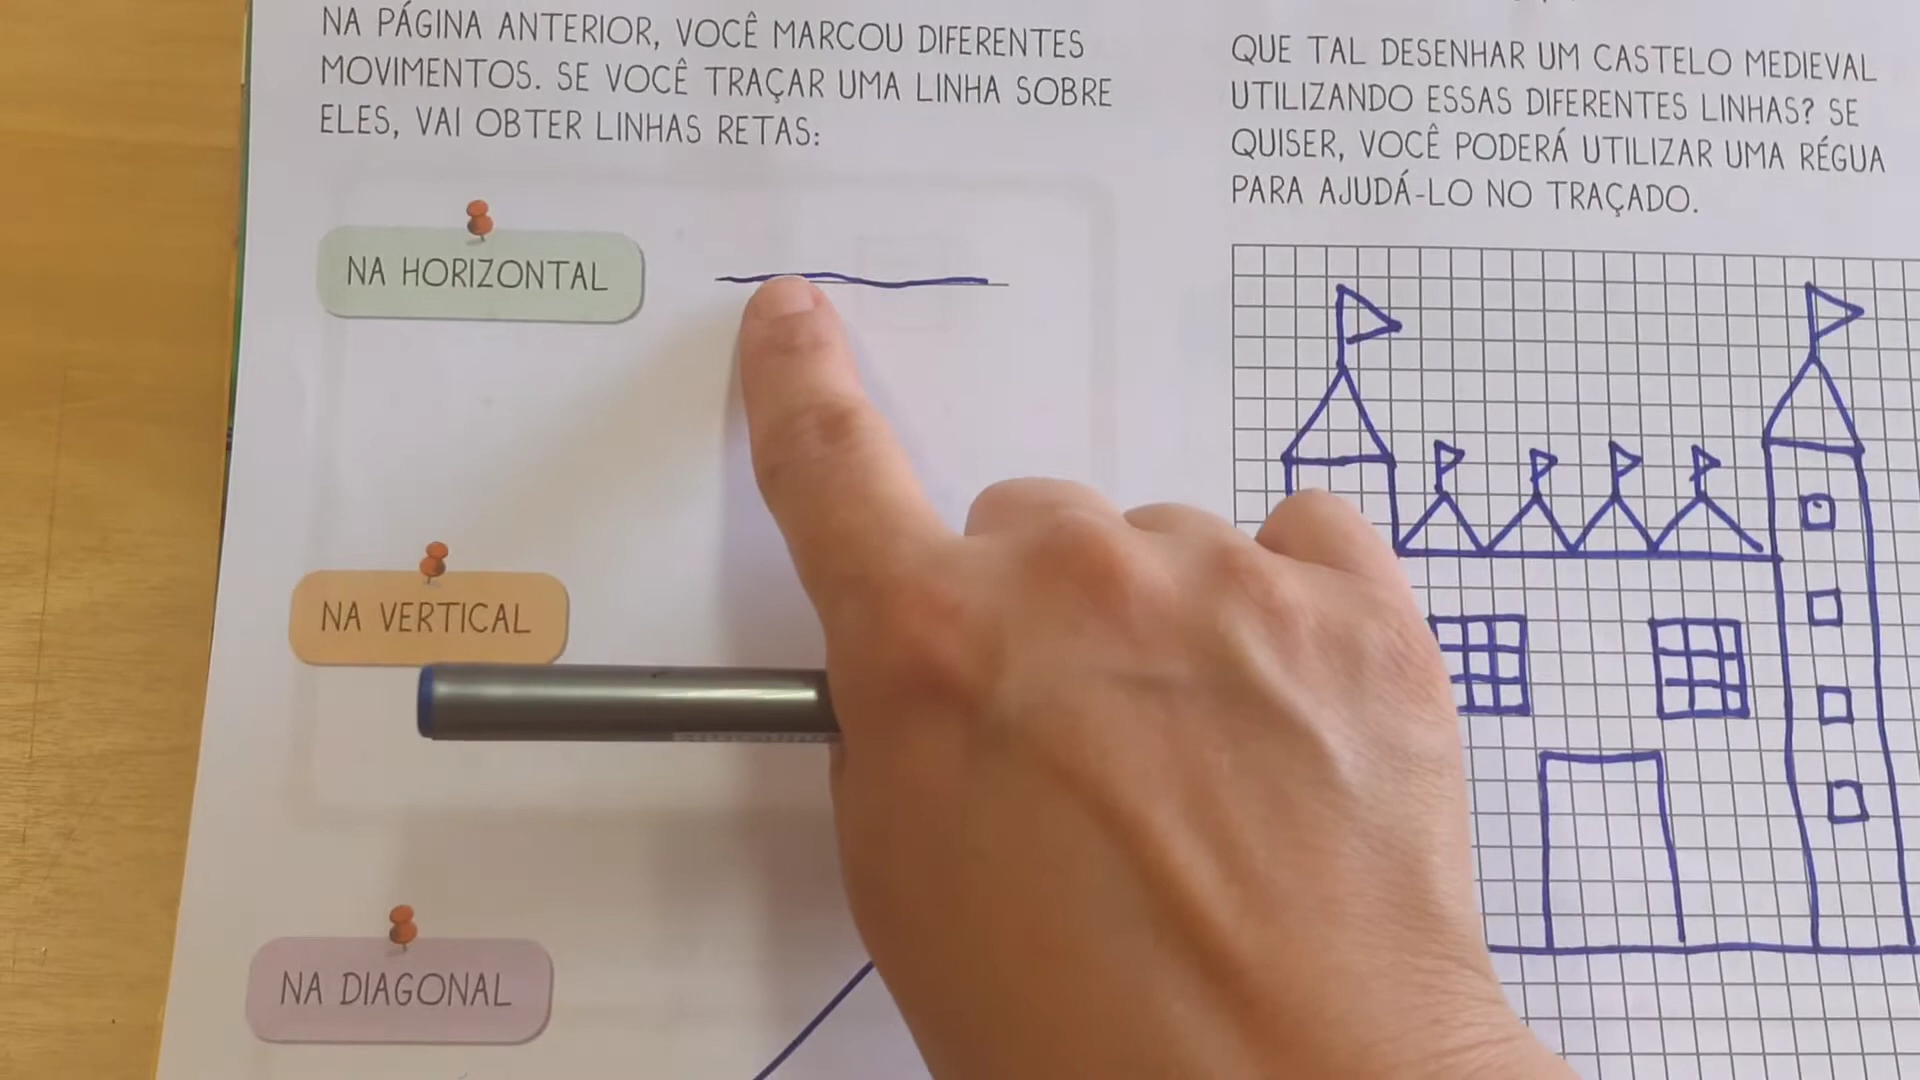 NA PÁGINA ANTERIOR, VOCÊ MARCOU DIFERENTES
MOVIMENTOS. SE VOCÊ TRAÇAR UMA LINHA SOBRE
ELES, VAI OBTER LINHAS RETAS:
NA HORIZONTAL
NA VERTICAL
NA DIAGONAL
QUE TAL DESENHAR UM CASTELO MEDIEVAL
UTILIZANDO ESSAS DIFERENTES LINHAS? SE
QUISER, VOCÊ PODERÁ UTILIZAR UMA RÉGUA
PARA AJUDÁ-LO NO TRAÇADO.